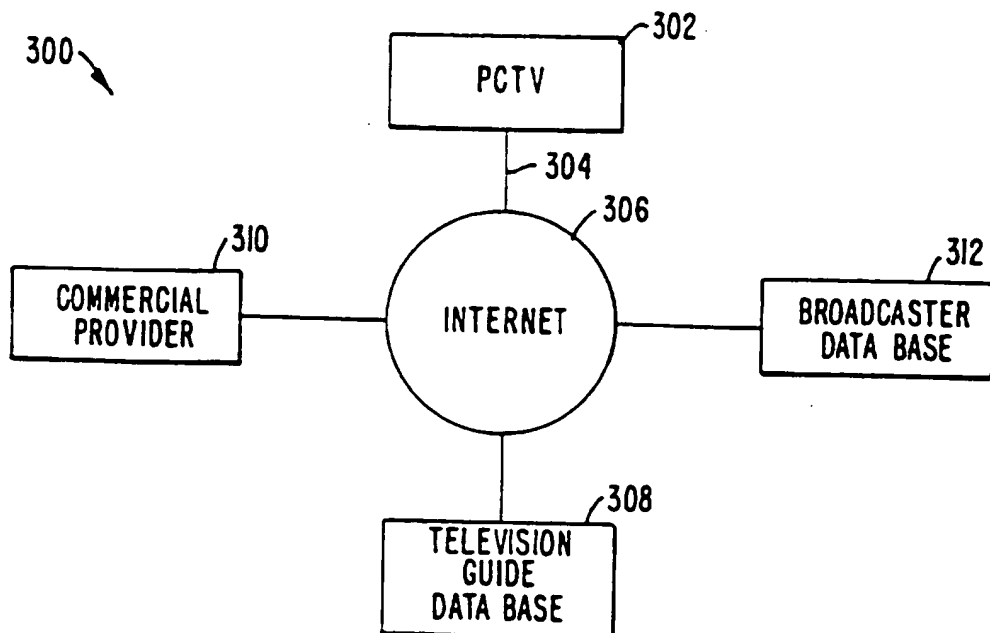 302
300
PCTV
304
306
310
312
COMMERCIAL
PROVIDER
INTERNET
BROADCASTER
DATA BASE
308
TELEVISION
GUIDE
DATA BASE